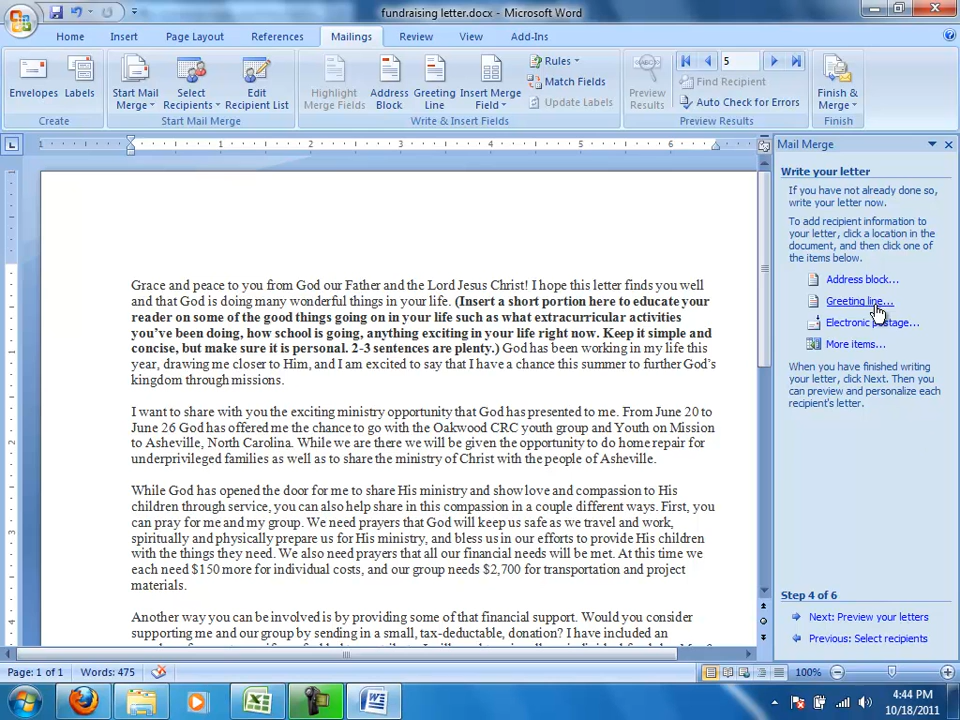 fundraising letter.docx - Microsoft Word
Home Insert Page Layout References Mailings Review View Add-Ins
Envelopes Labels
Create
Start Mail Merge
Select Recipients
Edit Recipient List
Start Mail Merge
Highlight Merge Fields
Address Block
Greeting Line
Insert Merge Field
Rules
Match Fields
Update Labels
Write & Insert Fields
Preview Results
5
Find Recipient
Auto Check for Errors
Preview Results
Finish & Merge
Finish
1 1 2 3 4 5 6
Grace and peace to you from God our Father and the Lord Jesus Christ! I hope this letter finds you well
and that God is doing many wonderful things in your life. (Insert a short portion here to educate your
reader on some of the good things going on in your life such as what extracurricular activities
you've been doing, how school is going, anything exciting in your life right now. Keep it simple and
concise, but make sure it is personal. 2-3 sentences are plenty.) God has been working in my life this
year, drawing me closer to Him, and I am excited to say that I have a chance this summer to further God's
kingdom through missions.
I want to share with you the exciting ministry opportunity that God has presented to me. From June 20 to
June 26 God has offered me the chance to go with the Oakwood CRC youth group and Youth on Mission
to Asheville, North Carolina. While we are there we will be given the opportunity to do home repair for
underprivileged families as well as to share the ministry of Christ with the people of Asheville.
While God has opened the door for me to share His ministry and show love and compassion to His
children through service, you can also help share in this compassion in a couple different ways. First, you
can pray for me and my group. We need prayers that God will keep us safe as we travel and work,
spiritually and physically prepare us for His ministry, and bless us in our efforts to provide His children
with the things they need. We also need prayers that all our financial needs will be met. At this time we
each need $150 more for individual costs, and our group needs $2,700 for transportation and project
materials.
Another way you can be involved is by providing some of that financial support. Would you consider
supporting me and our group by sending in a small, tax-deductable, donation? I have included an
Mail Merge
Write your letter
If you have not already done so,
write your letter now.
To add recipient information to
your letter, click a location in the
document, and then click one of
the items below.
Address block...
Greeting line...
Electronic postage...
More items...
When you have finished writing
your letter, click Next. Then you
can preview and personalize each
recipient's letter.
Step 4 of 6
Next: Preview your letters
Previous: Select recipients
Page: 1 of 1 Words: 475 100%
4:44 PM
10/18/2011